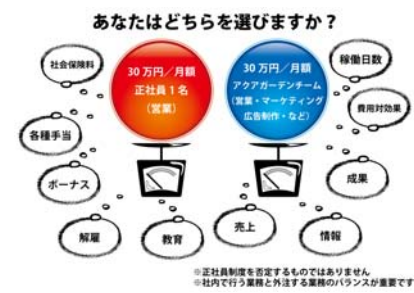 あなたはどちらを選びますか？
社会保険料
30万円／月額
正社員1名
（営業）
30万円／月額
アクアガーデンチーム
（営業・マーケティング
広告制作・など）
稼働日数
各種手当
費用対効果
ボーナス
成果
解雇
教育
売上
情報
※正社員制度を否定するものではありません
※社内で行う業務と外注する業務のバランスが重要です